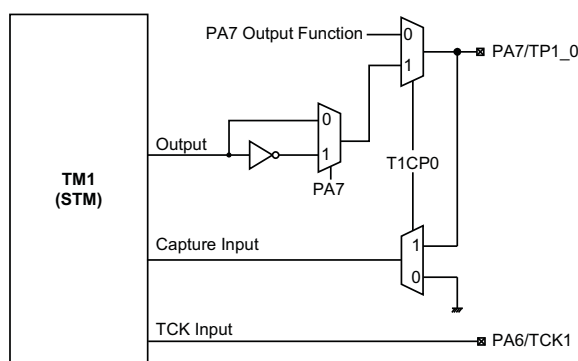 PA7 Output Function
0
1
PA7/TP1_0
0
1
Output
PA7
T1CP0
TM1
(STM)
Capture Input
1
0
TCK Input
PA6/TCK1